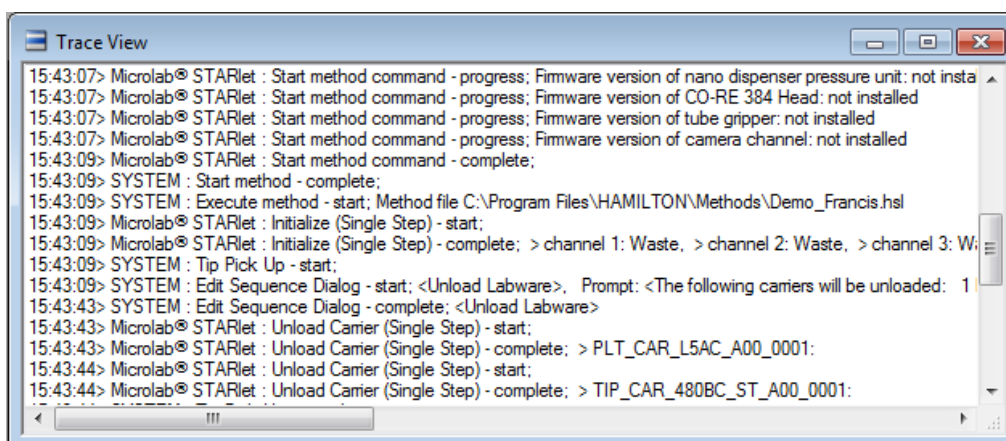 Trace View
15:43:07> Microlab® STARlet : Start method command - progress; Firmware version of nano dispenser pressure unit: not insta
15:43:07> Microlab® STARlet : Start method command - progress; Firmware version of CO-RE 384 Head: not installed
15:43:07> Microlab® STARlet : Start method command - progress; Firmware version of tube gripper: not installed
15:43:07> Microlab® STARlet : Start method command - progress; Firmware version of camera channel: not installed
15:43:09> Microlab® STARlet : Start method command - complete;
15:43:09> SYSTEM : Start method - complete;
15:43:09> SYSTEM : Execute method - start; Method file C:\Program Files\HAMILTON\Methods\Demo_Francis.hsl
15:43:09> Microlab® STARlet : Initialize (Single Step) - start;
15:43:09> Microlab® STARlet : Initialize (Single Step) - complete; > channel 1: Waste, > channel 2: Waste, > channel 3: Wa
15:43:09> SYSTEM : Tip Pick Up - start;
15:43:09> SYSTEM : Edit Sequence Dialog - start; <Unload Labware>, Prompt: <The following carriers will be unloaded: 1
15:43:43> SYSTEM : Edit Sequence Dialog - complete; <Unload Labware>
15:43:43> Microlab® STARlet : Unload Carrier (Single Step) - start;
15:43:43> Microlab® STARlet : Unload Carrier (Single Step) - complete; > PLT_CAR_L5AC_A00_0001:
15:43:44> Microlab® STARlet : Unload Carrier (Single Step) - start;
15:43:44> Microlab® STARlet : Unload Carrier (Single Step) - complete; > TIP_CAR_480BC_ST_A00_0001: